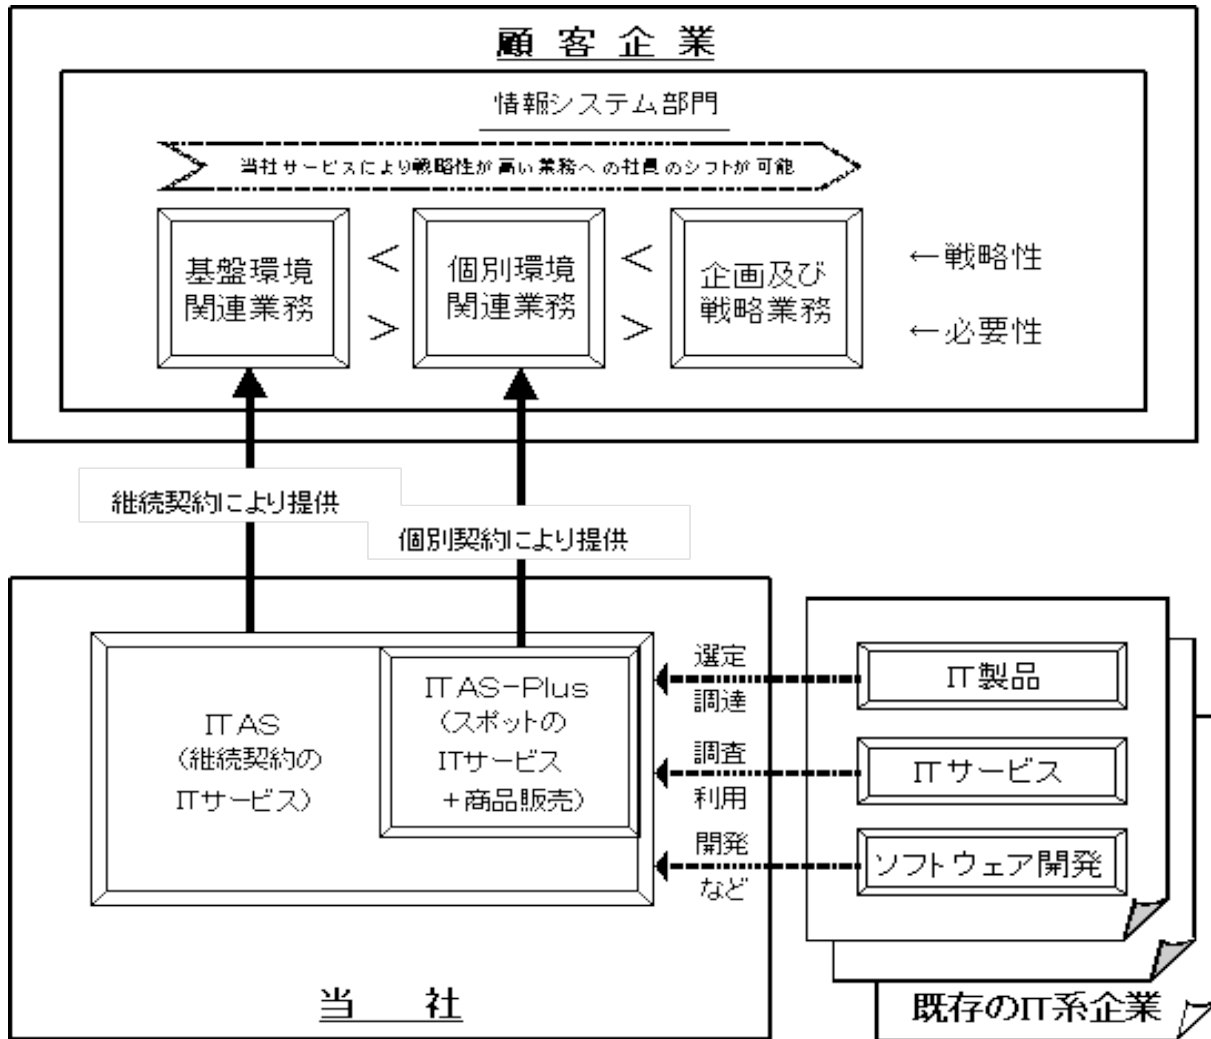 顧客企業
情報システム部門
当社サービスにより戦略性が高い業務への社員のシフトが可能
基盤環境
関連業務
<
>
個別環境
関連業務
<
>
企画及び
戦略業務
←戦略性
←必要性
継続契約により提供
個別契約により提供
ITAS
(継続契約の
ITサービス)
ITAS-Plus
(スポットの
ITサービス
+商品販売)
選定
調達
調査
利用
開発
など
IT製品
ITサービス
ソフトウェア開発
当社
既存のIT系企業